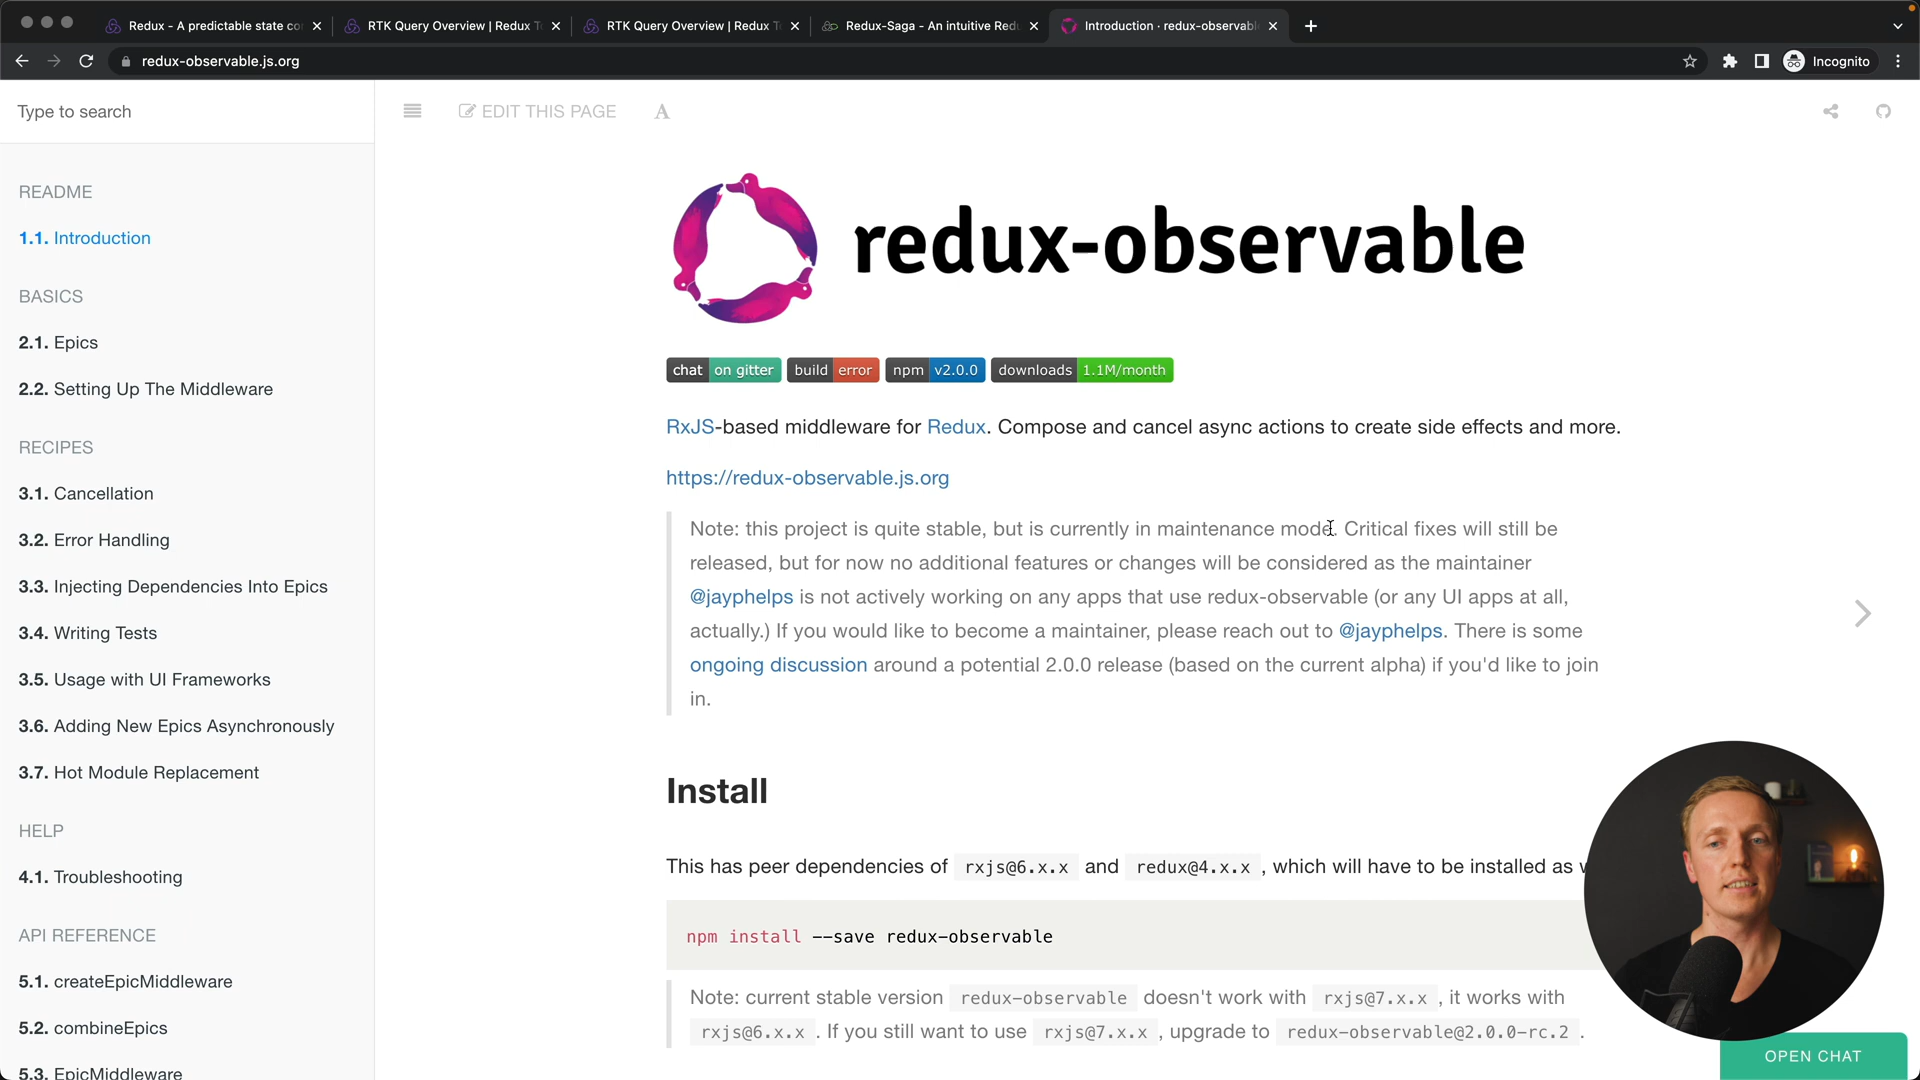 Redux - A predictable state co
RTK Query Overview | Redux T
RTK Query Overview | Redux T
Redux-Saga - An intuitive Red
Introduction · redux-observabl
redux-observable.js.org
Incognito
Type to search
EDIT THIS PAGE
A
README
1.1. Introduction
BASICS
2.1. Epics
2.2. Setting Up The Middleware
RECIPES
3.1. Cancellation
3.2. Error Handling
3.3. Injecting Dependencies Into Epics
3.4. Writing Tests
3.5. Usage with UI Frameworks
3.6. Adding New Epics Asynchronously
3.7. Hot Module Replacement
HELP
4.1. Troubleshooting
API REFERENCE
5.1. createEpicMiddleware
5.2. combineEpics
5.3. EpicMiddleware
redux-observable
chat on gitter build error npm v2.0.0 downloads 1.1M/month
RxJS-based middleware for Redux. Compose and cancel async actions to create side effects and more.
https://redux-observable.js.org
Note: this project is quite stable, but is currently in maintenance mode. Critical fixes will still be
released, but for now no additional features or changes will be considered as the maintainer
@jayphelps is not actively working on any apps that use redux-observable (or any UI apps at all,
actually.) If you would like to become a maintainer, please reach out to @jayphelps. There is some
ongoing discussion around a potential 2.0.0 release (based on the current alpha) if you'd like to join
in.
Install
This has peer dependencies of rxjs@6.x.x and redux@4.x.x , which will have to be installed as
npm install --save redux-observable
Note: current stable version redux-observable doesn't work with rxjs@7.x.x , it works with
rxjs@6.x.x . If you still want to use rxjs@7.x.x , upgrade to redux-observable@2.0.0-rc.2 .
OPEN CHAT